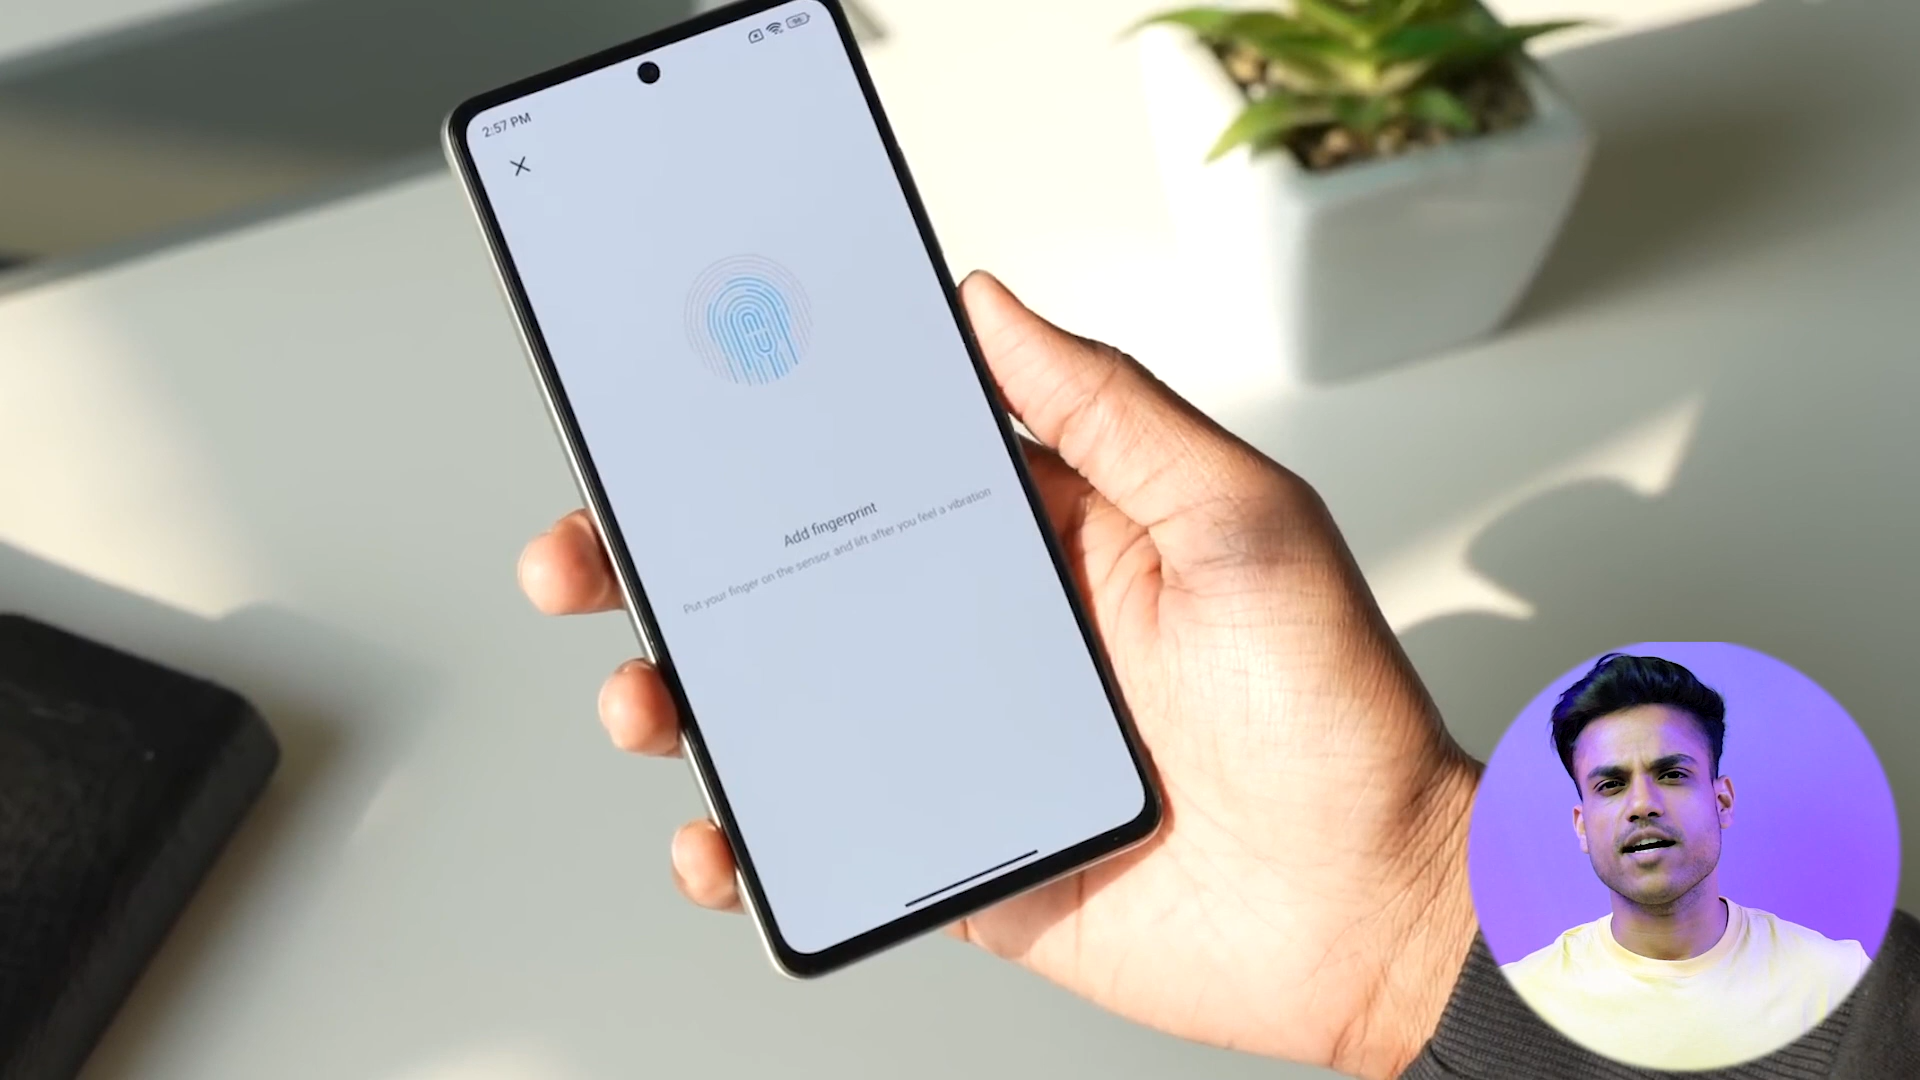 2:57 PM
Add fingerprint
Put your finger on the sensor and lift after you feel a vibration